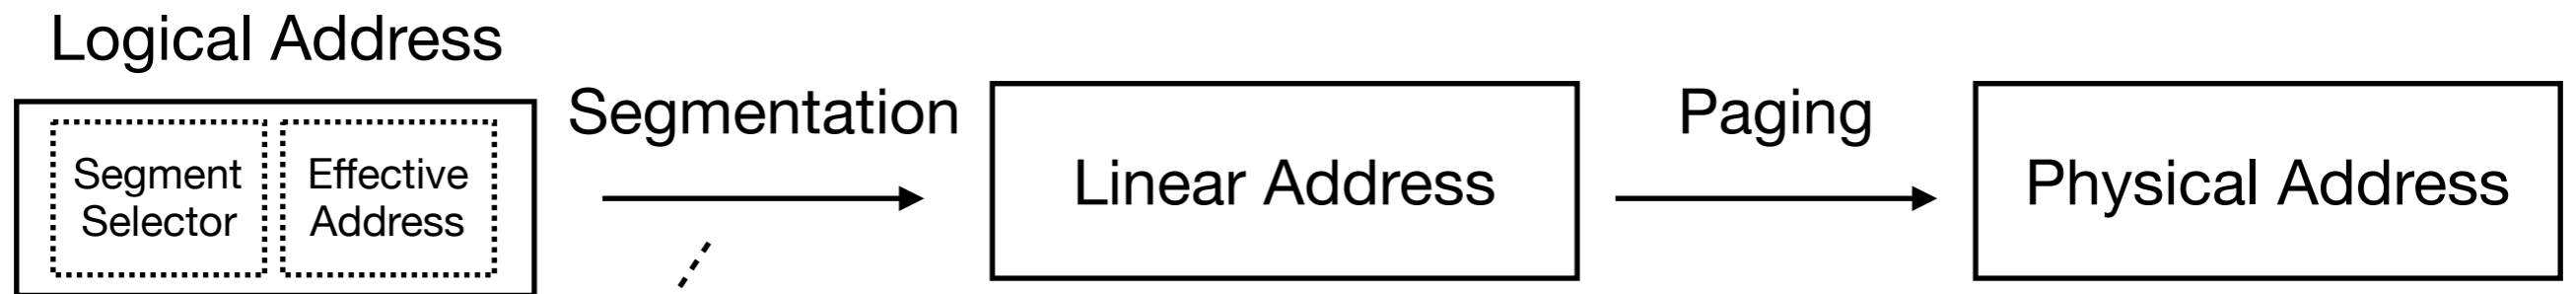 Logical Address
Segment
Selector
Effective
Address
Segmentation
Linear Address
Paging
Physical Address